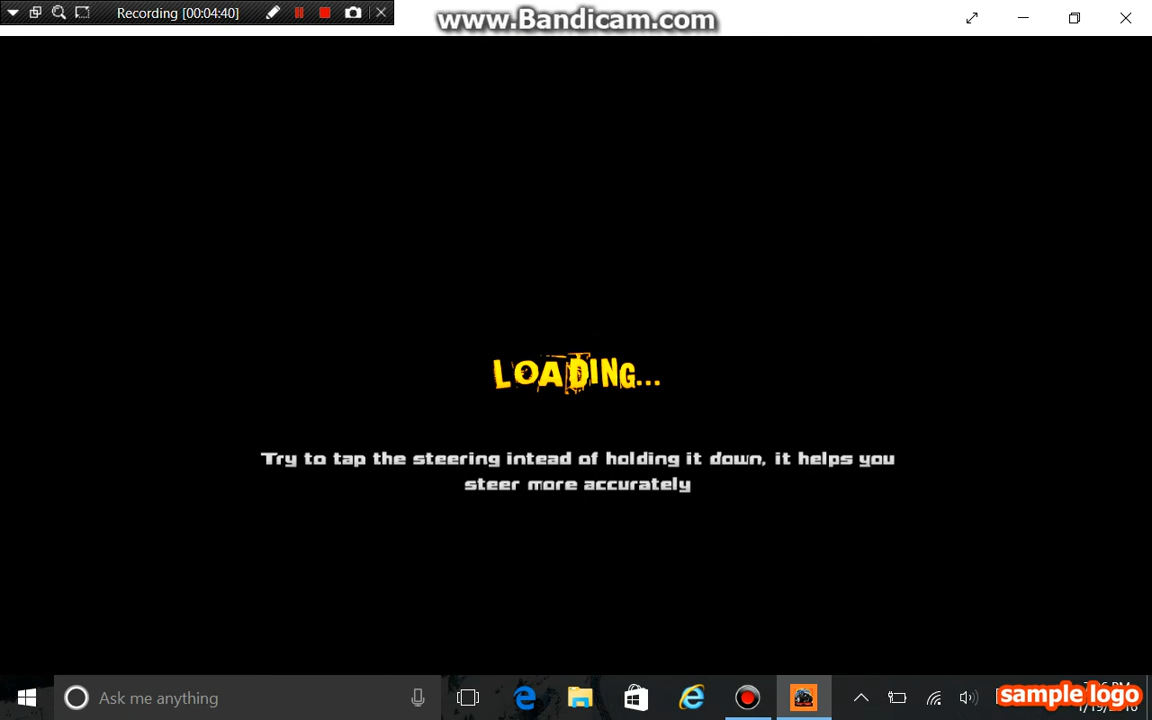 Recording [00:04:40]
www.Bandicam.com
LOADING...
Try to tap the steering intead of holding it down, it helps you
steer more accurately
Ask me anything
sample logo